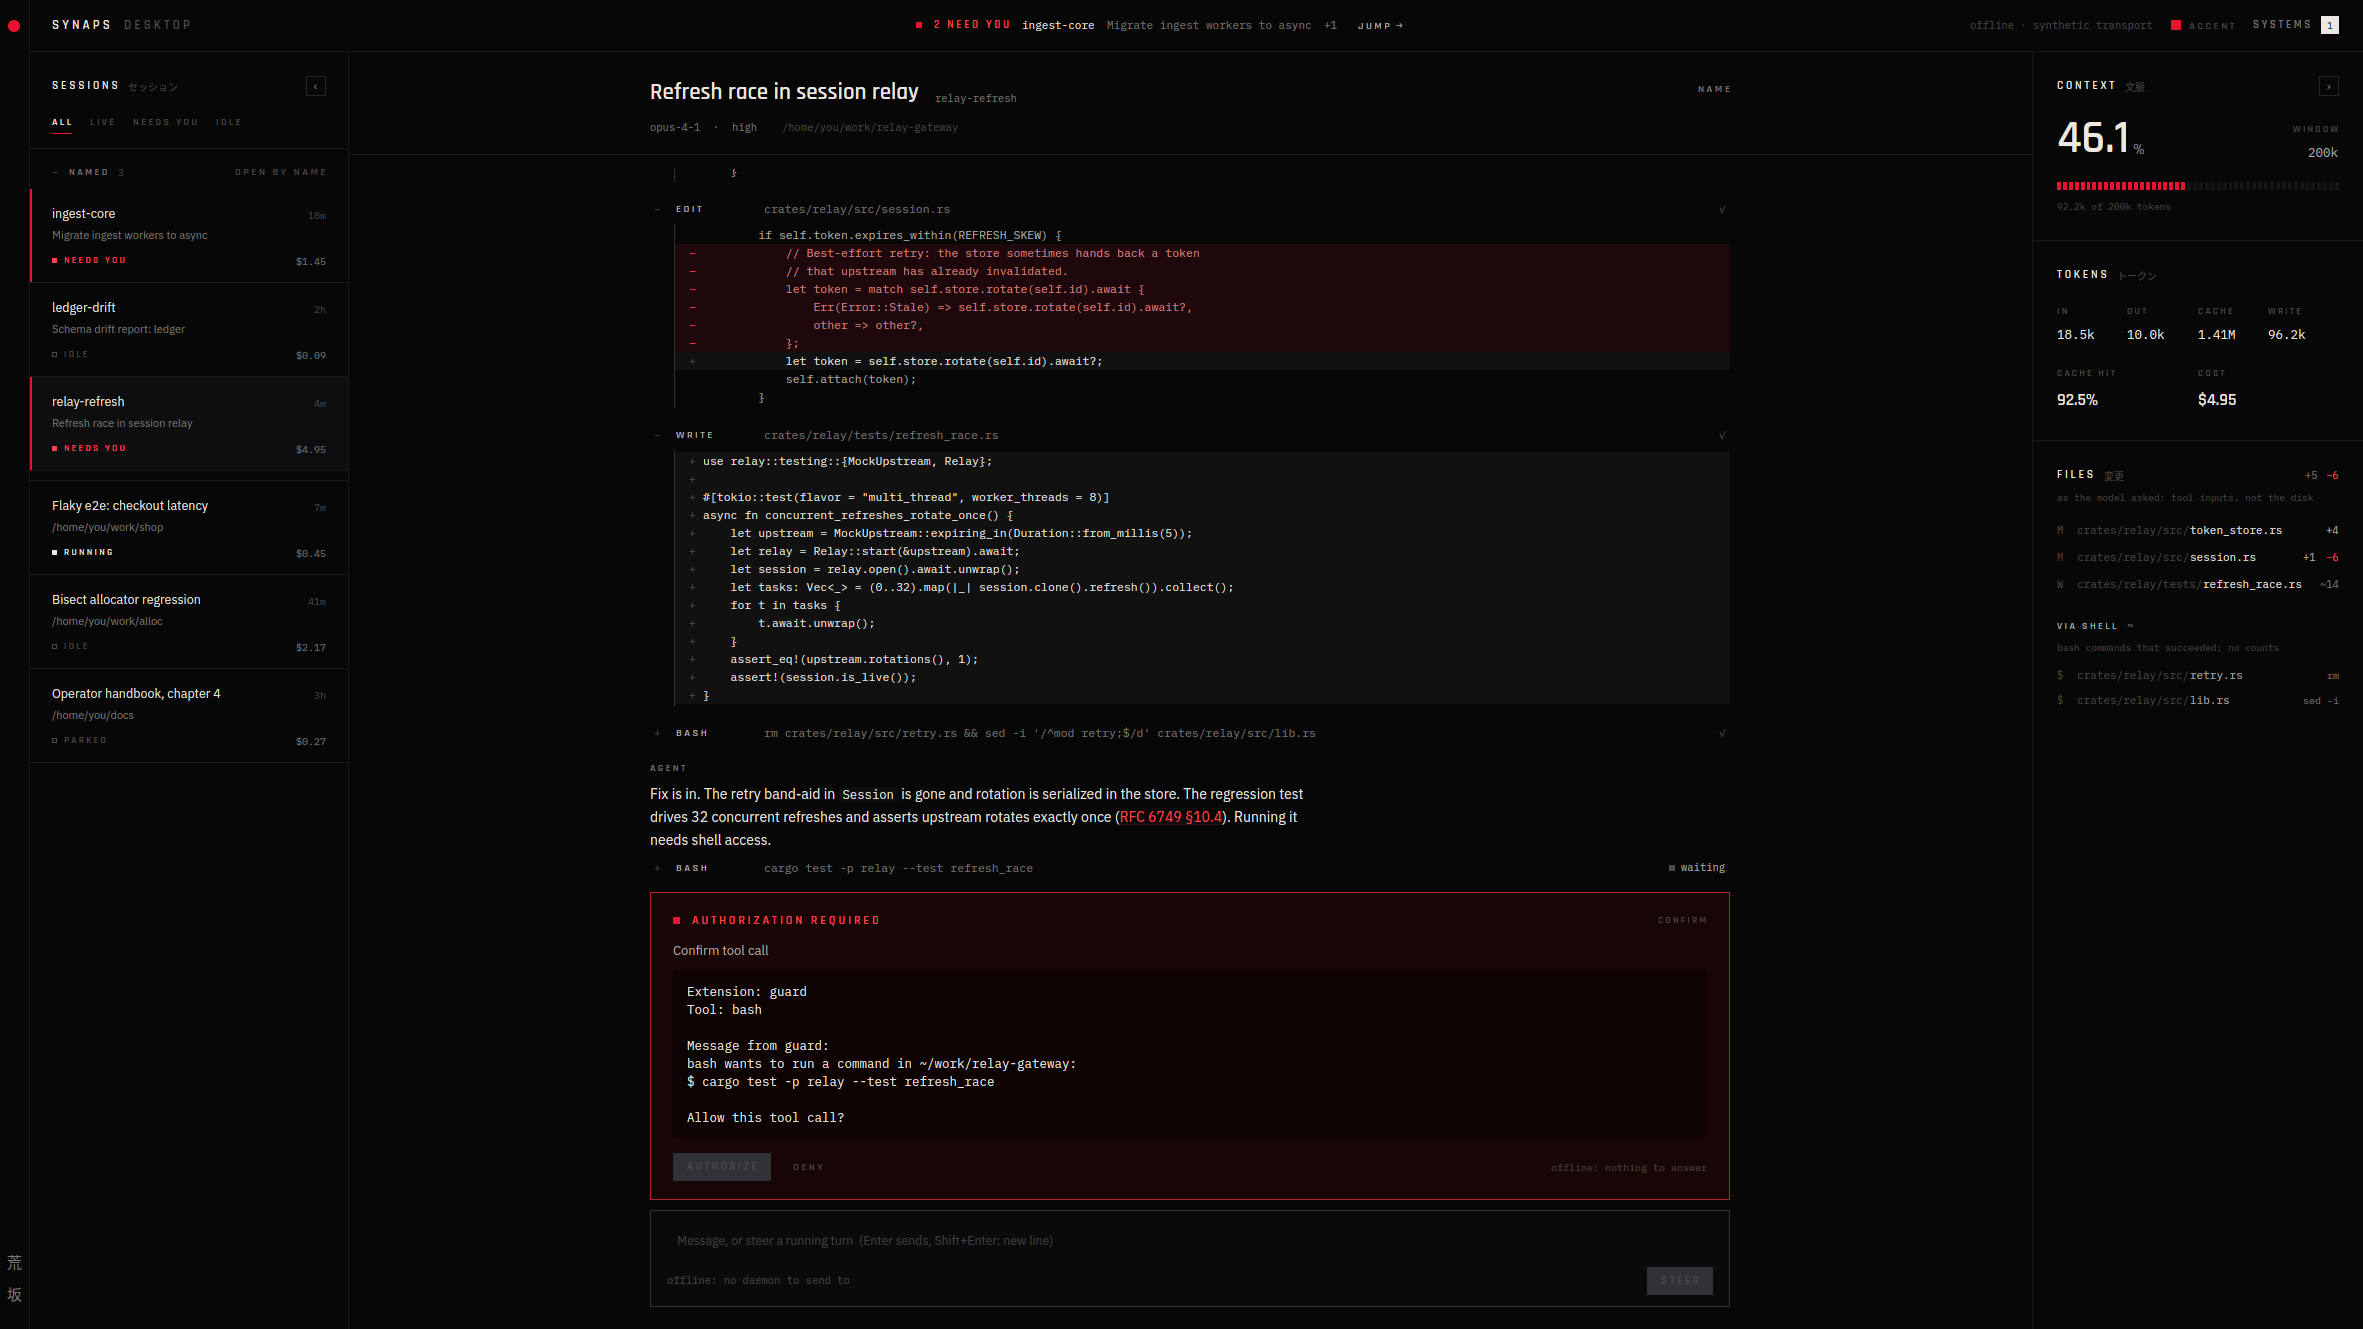 SYNAPS DESKTOP
2 NEED YOU ingest-core Migrate ingest workers to async +1 JUMP →
offline · synthetic transport ACCENT SYSTEMS 1
SESSIONS セッション ‹
ALL LIVE NEEDS YOU IDLE
− NAMED 3 OPEN BY NAME
ingest-core 18m
Migrate ingest workers to async
NEEDS YOU $1.45
ledger-drift 2h
Schema drift report: ledger
IDLE $0.09
relay-refresh 4m
Refresh race in session relay
NEEDS YOU $4.95
Flaky e2e: checkout latency 7m
/home/you/work/shop
RUNNING $0.45
Bisect allocator regression 41m
/home/you/work/alloc
IDLE $2.17
Operator handbook, chapter 4 3h
/home/you/docs
PARKED $0.27
荒
坂
Refresh race in session relay relay-refresh NAME
opus-4-1 · high /home/you/work/relay-gateway
}
− EDIT crates/relay/src/session.rs ✓
if self.token.expires_within(REFRESH_SKEW) {
− // Best-effort retry: the store sometimes hands back a token
− // that upstream has already invalidated.
− let token = match self.store.rotate(self.id).await {
− Err(Error::Stale) => self.store.rotate(self.id).await?,
− other => other?,
− };
+ let token = self.store.rotate(self.id).await?;
self.attach(token);
}
− WRITE crates/relay/tests/refresh_race.rs ✓
+ use relay::testing::{MockUpstream, Relay};
+
+ #[tokio::test(flavor = "multi_thread", worker_threads = 8)]
+ async fn concurrent_refreshes_rotate_once() {
+ let upstream = MockUpstream::expiring_in(Duration::from_millis(5));
+ let relay = Relay::start(&upstream).await;
+ let session = relay.open().await.unwrap();
+ let tasks: Vec<_> = (0..32).map(|_| session.clone().refresh()).collect();
+ for t in tasks {
+ t.await.unwrap();
+ }
+ assert_eq!(upstream.rotations(), 1);
+ assert!(session.is_live());
+ }
+ BASH rm crates/relay/src/retry.rs && sed -i '/^mod retry;$/d' crates/relay/src/lib.rs ✓
AGENT
Fix is in. The retry band-aid in Session is gone and rotation is serialized in the store. The regression test
drives 32 concurrent refreshes and asserts upstream rotates exactly once (RFC 6749 §10.4). Running it
needs shell access.
+ BASH cargo test -p relay --test refresh_race waiting
AUTHORIZATION REQUIRED CONFIRM
Confirm tool call
Extension: guard
Tool: bash
Message from guard:
bash wants to run a command in ~/work/relay-gateway:
$ cargo test -p relay --test refresh_race
Allow this tool call?
AUTHORIZE DENY offline: nothing to answer
Message, or steer a running turn (Enter sends, Shift+Enter: new line)
offline: no daemon to send to STEER
CONTEXT 文脈 ›
46.1% WINDOW
200k
92.2k of 200k tokens
TOKENS トークン
IN OUT CACHE WRITE
18.5k 10.0k 1.41M 96.2k
CACHE HIT COST
92.5% $4.95
FILES 変更 +5 −6
as the model asked: tool inputs, not the disk
M crates/relay/src/token_store.rs +4
M crates/relay/src/session.rs +1 −6
W crates/relay/tests/refresh_race.rs ~14
VIA SHELL ~
bash commands that succeeded; no counts
$ crates/relay/src/retry.rs rm
$ crates/relay/src/lib.rs sed -i